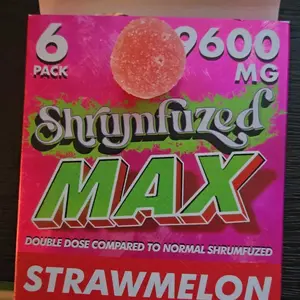 6 PACK
9600 MG
Shrumfuzed
MAX
DOUBLE DOSE COMPARED TO NORMAL SHRUMFUZED
STRAWMELON